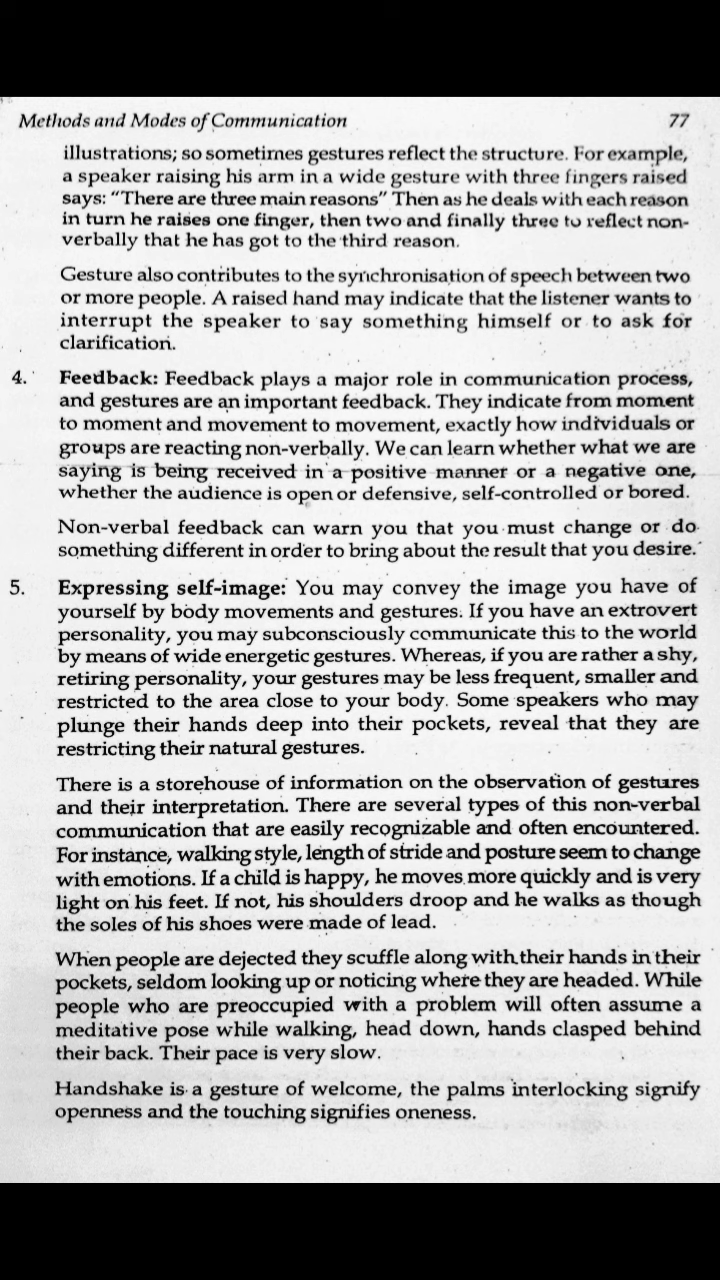 Methods and Modes of Communication 77
illustrations; so sometimes gestures reflect the structure. For example,
a speaker raising his arm in a wide gesture with three fingers raised
says: "There are three main reasons" Then as he deals with each reason
in turn he raises one finger, then two and finally three to reflect non-
verbally that he has got to the third reason.
Gesture also contributes to the synchronisation of speech between two
or more people. A raised hand may indicate that the listener wants to
interrupt the speaker to say something himself or to ask for
clarification.
4. Feedback: Feedback plays a major role in communication process,
and gestures are an important feedback. They indicate from moment
to moment and movement to movement, exactly how individuals or
groups are reacting non-verbally. We can learn whether what we are
saying is being received in a positive manner or a negative one,
whether the audience is open or defensive, self-controlled or bored.
Non-verbal feedback can warn you that you must change or do
something different in order to bring about the result that you desire.
5. Expressing self-image: You may convey the image you have of
yourself by body movements and gestures. If you have an extrovert
personality, you may subconsciously communicate this to the world
by means of wide energetic gestures. Whereas, if you are rather a shy,
retiring personality, your gestures may be less frequent, smaller and
restricted to the area close to your body. Some speakers who may
plunge their hands deep into their pockets, reveal that they are
restricting their natural gestures.
There is a storehouse of information on the observation of gestures
and their interpretation. There are several types of this non-verbal
communication that are easily recognizable and often encountered.
For instance, walking style, length of stride and posture seem to change
with emotions. If a child is happy, he moves more quickly and is very
light on his feet. If not, his shoulders droop and he walks as though
the soles of his shoes were made of lead.
When people are dejected they scuffle along with their hands in their
pockets, seldom looking up or noticing where they are headed. While
people who are preoccupied with a problem will often assume a
meditative pose while walking, head down, hands clasped behind
their back. Their pace is very slow.
Handshake is a gesture of welcome, the palms interlocking signify
openness and the touching signifies oneness.